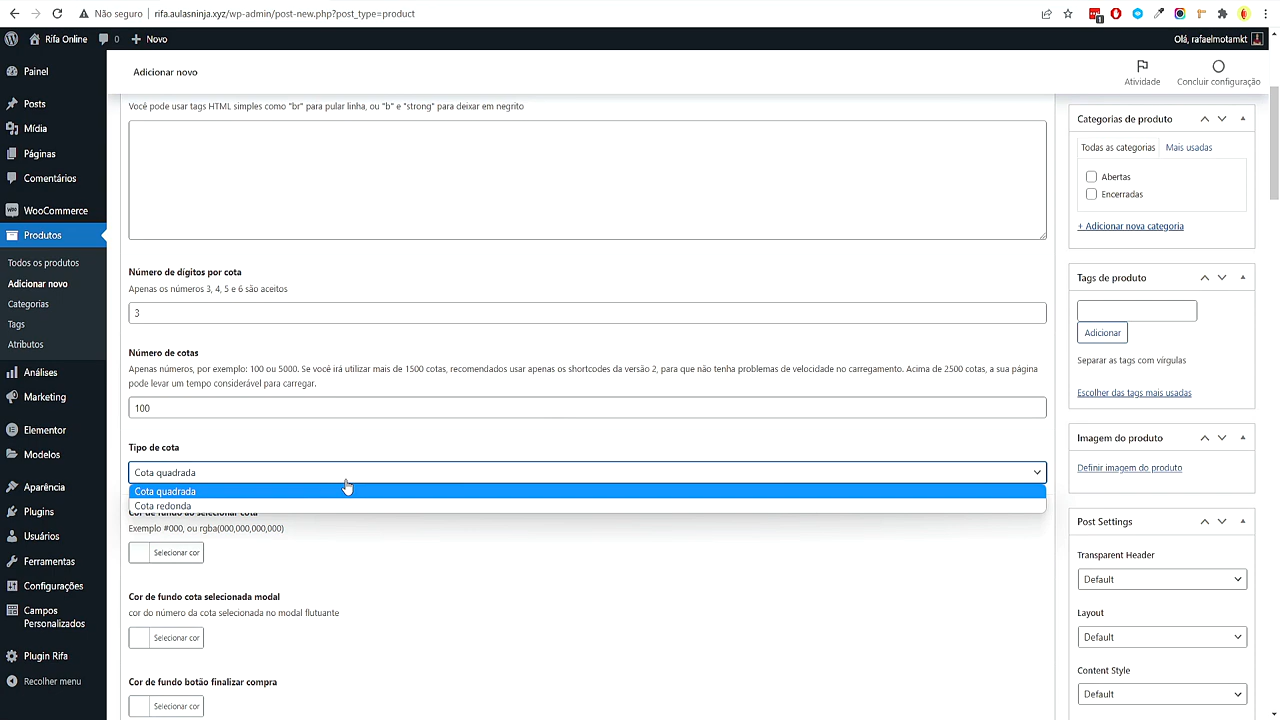 Não seguro
rifa.aulasninja.xyz/wp-admin/post-new.php?post_type=product
1
Rifa Online
0
Novo
Olá, rafaelmotamkt
Painel
Posts
Mídia
Páginas
Comentários
WooCommerce
Produtos
Todos os produtos
Adicionar novo
Categorias
Tags
Atributos
Análises
Marketing
Elementor
Modelos
Aparência
Plugins
Usuários
Ferramentas
Configurações
Campos
Personalizados
Plugin Rifa
Recolher menu
Adicionar novo
Atividade
Concluir configuração
Você pode usar tags HTML simples como "br" para pular linha, ou "b" e "strong" para deixar em negrito
Número de dígitos por cota
Apenas os números 3, 4, 5 e 6 são aceitos
3
Número de cotas
Apenas números, por exemplo: 100 ou 5000. Se você irá utilizar mais de 1500 cotas, recomendados usar apenas os shortcodes da versão 2, para que não tenha problemas de velocidade no carregamento. Acima de 2500 cotas, a sua página
pode levar um tempo considerável para carregar.
100
Tipo de cota
Cota quadrada
Cota quadrada
Cota redonda
Cor de fundo ao selecionar cota
Exemplo #000, ou rgba(000,000,000,000)
Selecionar cor
Cor de fundo cota selecionada modal
cor do número da cota selecionada no modal flutuante
Selecionar cor
Cor de fundo botão finalizar compra
Selecionar cor
Categorias de produto
Todas as categorias
Mais usadas
Abertas
Encerradas
+ Adicionar nova categoria
Tags de produto
Adicionar
Separar as tags com vírgulas
Escolher das tags mais usadas
Imagem do produto
Definir imagem do produto
Post Settings
Transparent Header
Default
Layout
Default
Content Style
Default